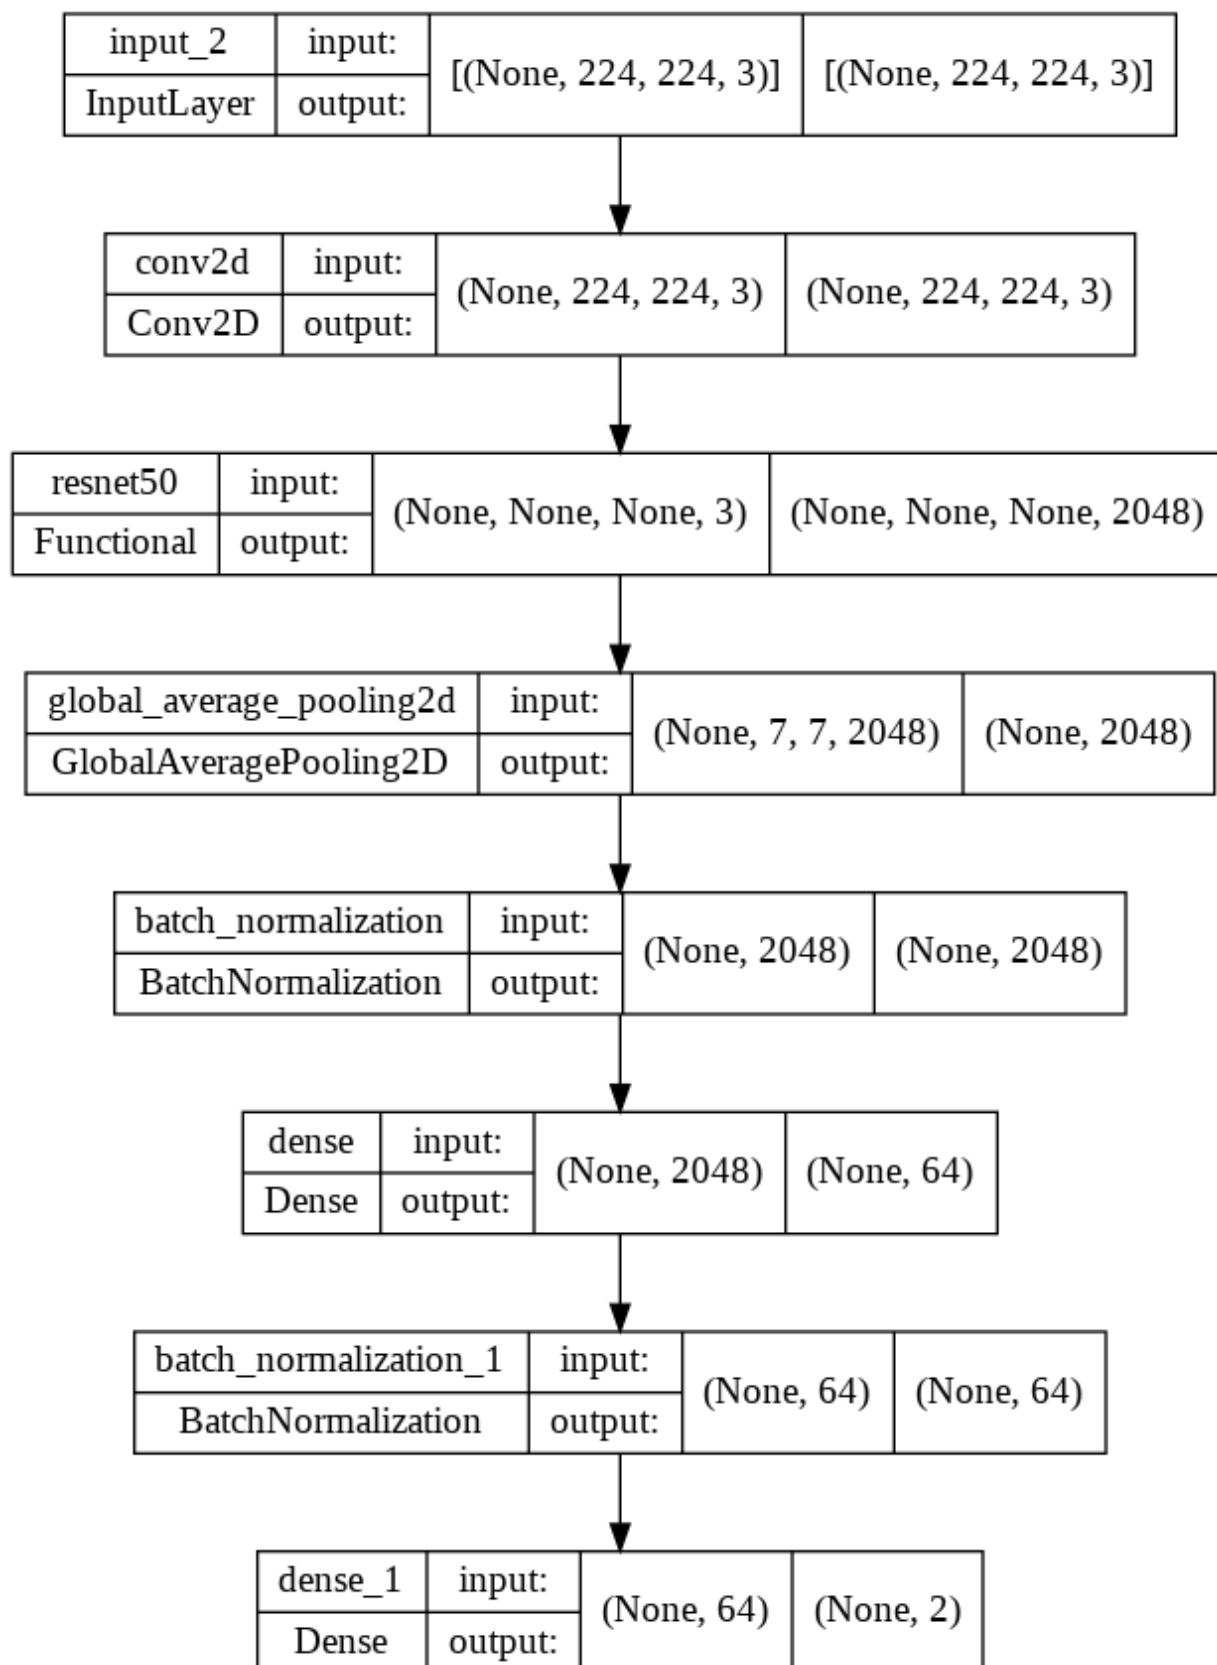 input_2 input: [(None, 224, 224, 3)] [(None, 224, 224, 3)]
InputLayer output:
conv2d input: (None, 224, 224, 3) (None, 224, 224, 3)
Conv2D output:
resnet50 input: (None, None, None, 3) (None, None, None, 2048)
Functional output:
global_average_pooling2d input: (None, 7, 7, 2048) (None, 2048)
GlobalAveragePooling2D output:
batch_normalization input: (None, 2048) (None, 2048)
BatchNormalization output:
dense input: (None, 2048) (None, 64)
Dense output:
batch_normalization_1 input: (None, 64) (None, 64)
BatchNormalization output:
dense_1 input: (None, 64) (None, 2)
Dense output: